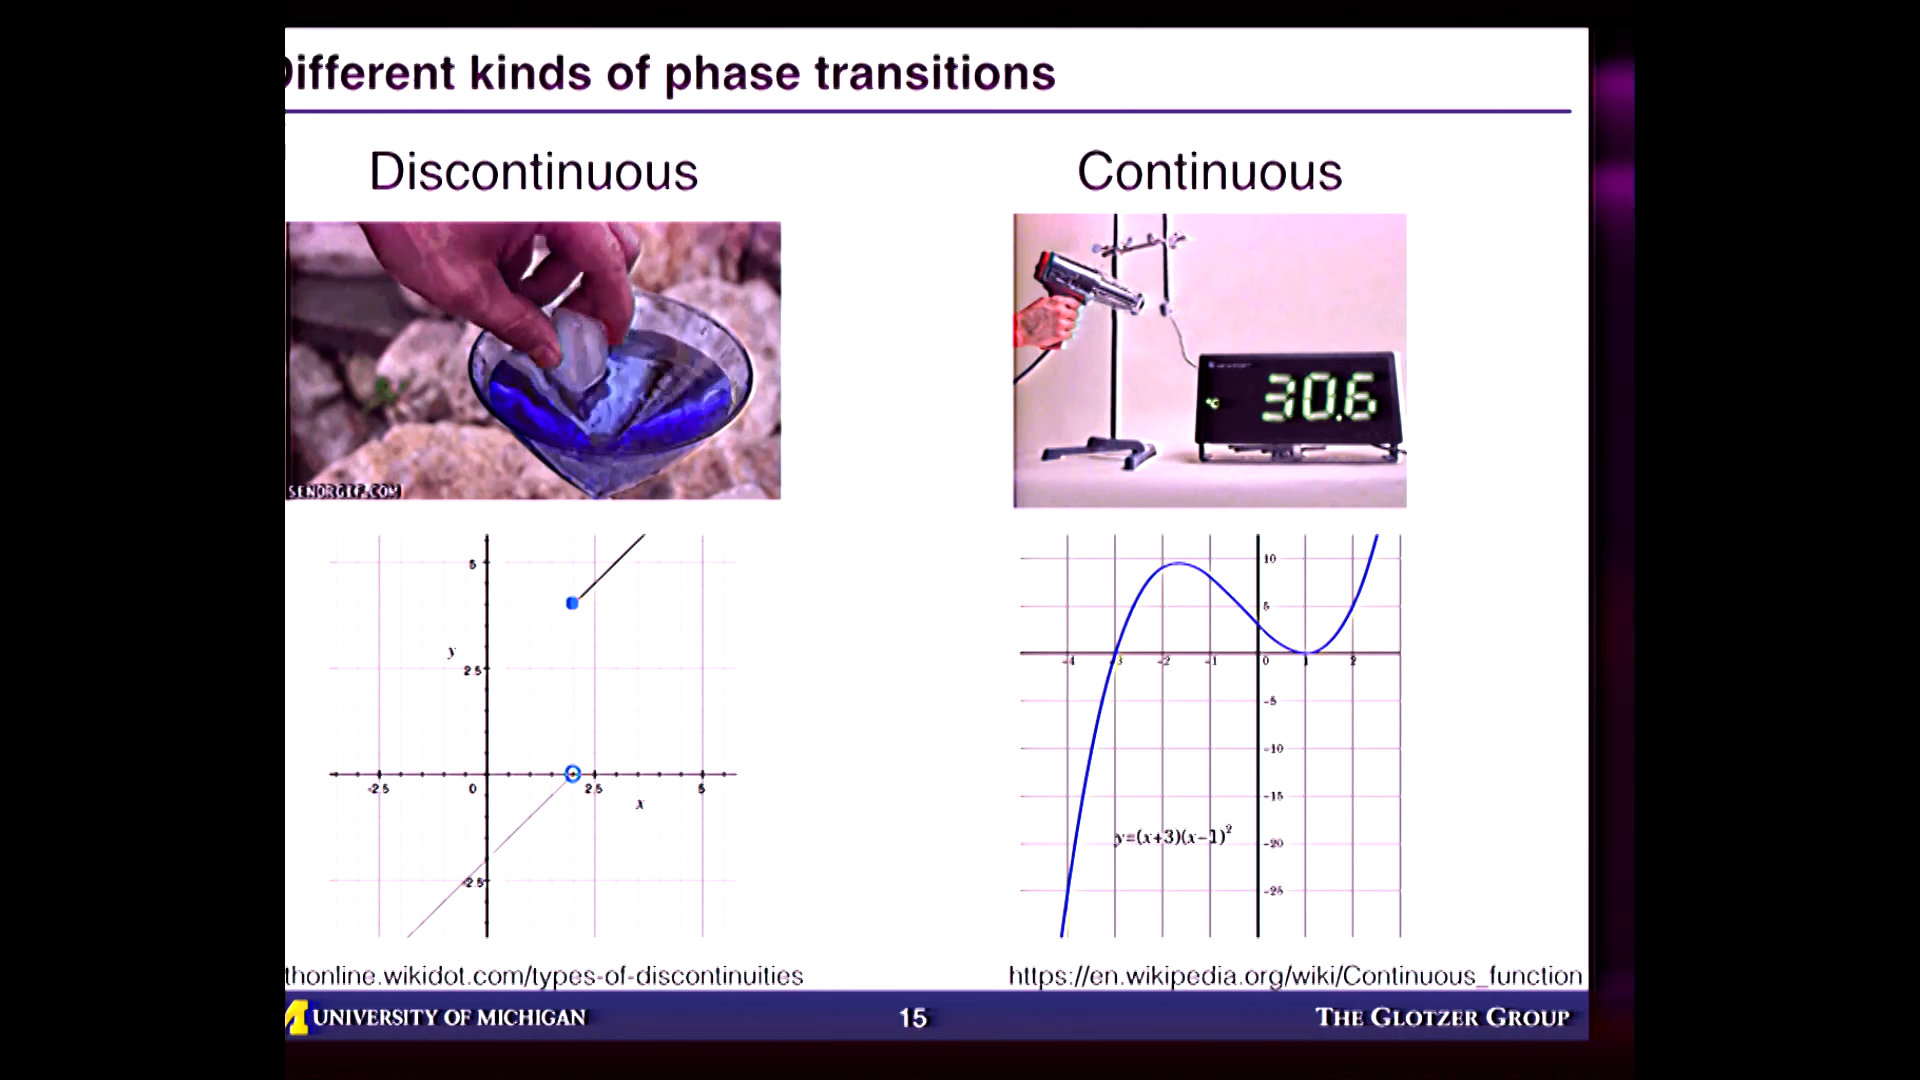 Different kinds of phase transitions
Discontinuous
Continuous
SENORGIF.COM
°C
30.6
5
y
2.5
-2.5
0
2.5
5
x
-2.5
10
5
-4
-3
-2
-1
0
1
2
-5
-10
-15
y=(x+3)(x-1)²
-20
-25
thonline.wikidot.com/types-of-discontinuities
https://en.wikipedia.org/wiki/Continuous_function
M UNIVERSITY OF MICHIGAN
15
THE GLOTZER GROUP